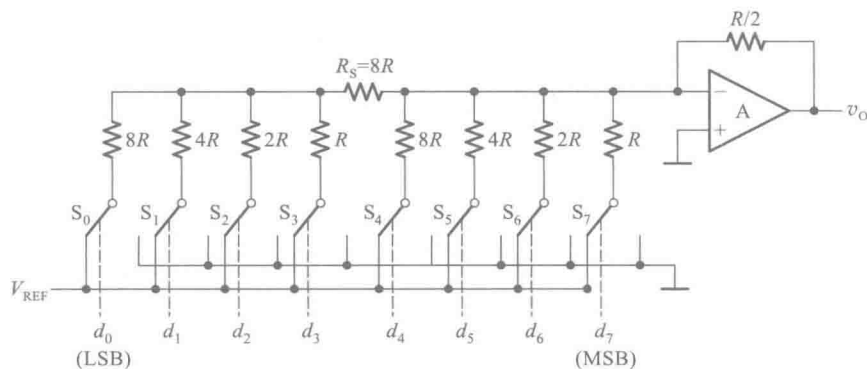 R/2
R_S=8R
8R 4R 2R R 8R 4R 2R R
− A + v_O
S_0 S_1 S_2 S_3 S_4 S_5 S_6 S_7
V_REF
d_0 d_1 d_2 d_3 d_4 d_5 d_6 d_7
(LSB) (MSB)